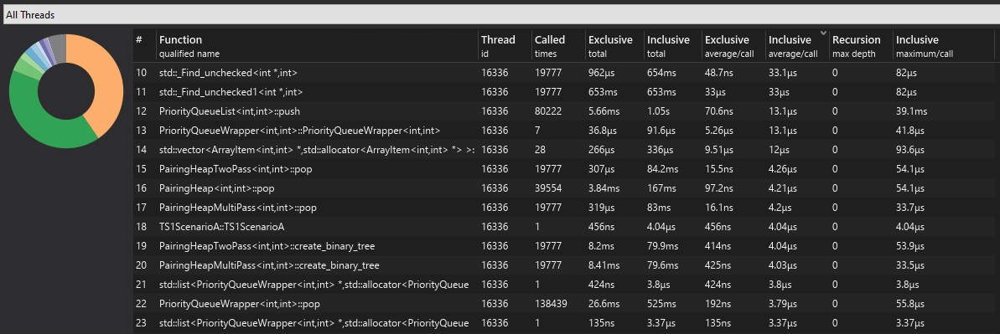 All Threads
# Function Thread Called Exclusive Inclusive Exclusive Inclusive Recursion Inclusive
qualified name id times total total average/call average/call max depth maximum/call
10 std::_Find_unchecked<int *,int> 16336 19777 962µs 654ms 48.7ns 33.1µs 0 82µs
11 std::_Find_unchecked1<int *,int> 16336 19777 653ms 653ms 33µs 33µs 0 82µs
12 PriorityQueueList<int,int>::push 16336 80222 5.66ms 1.05s 70.6ns 13.1µs 0 39.1ms
13 PriorityQueueWrapper<int,int>::PriorityQueueWrapper<int,int> 16336 7 36.8µs 91.6µs 5.26µs 13.1µs 0 41.8µs
14 std::vector<ArrayItem<int,int> *,std::allocator<ArrayItem<int,int> *> >: 16336 28 266µs 336µs 9.51µs 12µs 0 93.6µs
15 PairingHeapTwoPass<int,int>::pop 16336 19777 307µs 84.2ms 15.5ns 4.26µs 0 54.1µs
16 PairingHeap<int,int>::pop 16336 39554 3.84ms 167ms 97.2ns 4.21µs 0 54.1µs
17 PairingHeapMultiPass<int,int>::pop 16336 19777 319µs 83ms 16.1ns 4.2µs 0 33.7µs
18 TS1ScenarioA::TS1ScenarioA 16336 1 456ns 4.04µs 456ns 4.04µs 0 4.04µs
19 PairingHeapTwoPass<int,int>::create_binary_tree 16336 19777 8.2ms 79.9ms 414ns 4.04µs 0 53.9µs
20 PairingHeapMultiPass<int,int>::create_binary_tree 16336 19777 8.41ms 79.6ms 425ns 4.03µs 0 33.5µs
21 std::list<PriorityQueueWrapper<int,int> *,std::allocator<PriorityQueue 16336 1 424ns 3.8µs 424ns 3.8µs 0 3.8µs
22 PriorityQueueWrapper<int,int>::pop 16336 138439 26.6ms 525ms 192ns 3.79µs 0 55.8µs
23 std::list<PriorityQueueWrapper<int,int> *,std::allocator<PriorityQueue 16336 1 135ns 3.37µs 135ns 3.37µs 0 3.37µs